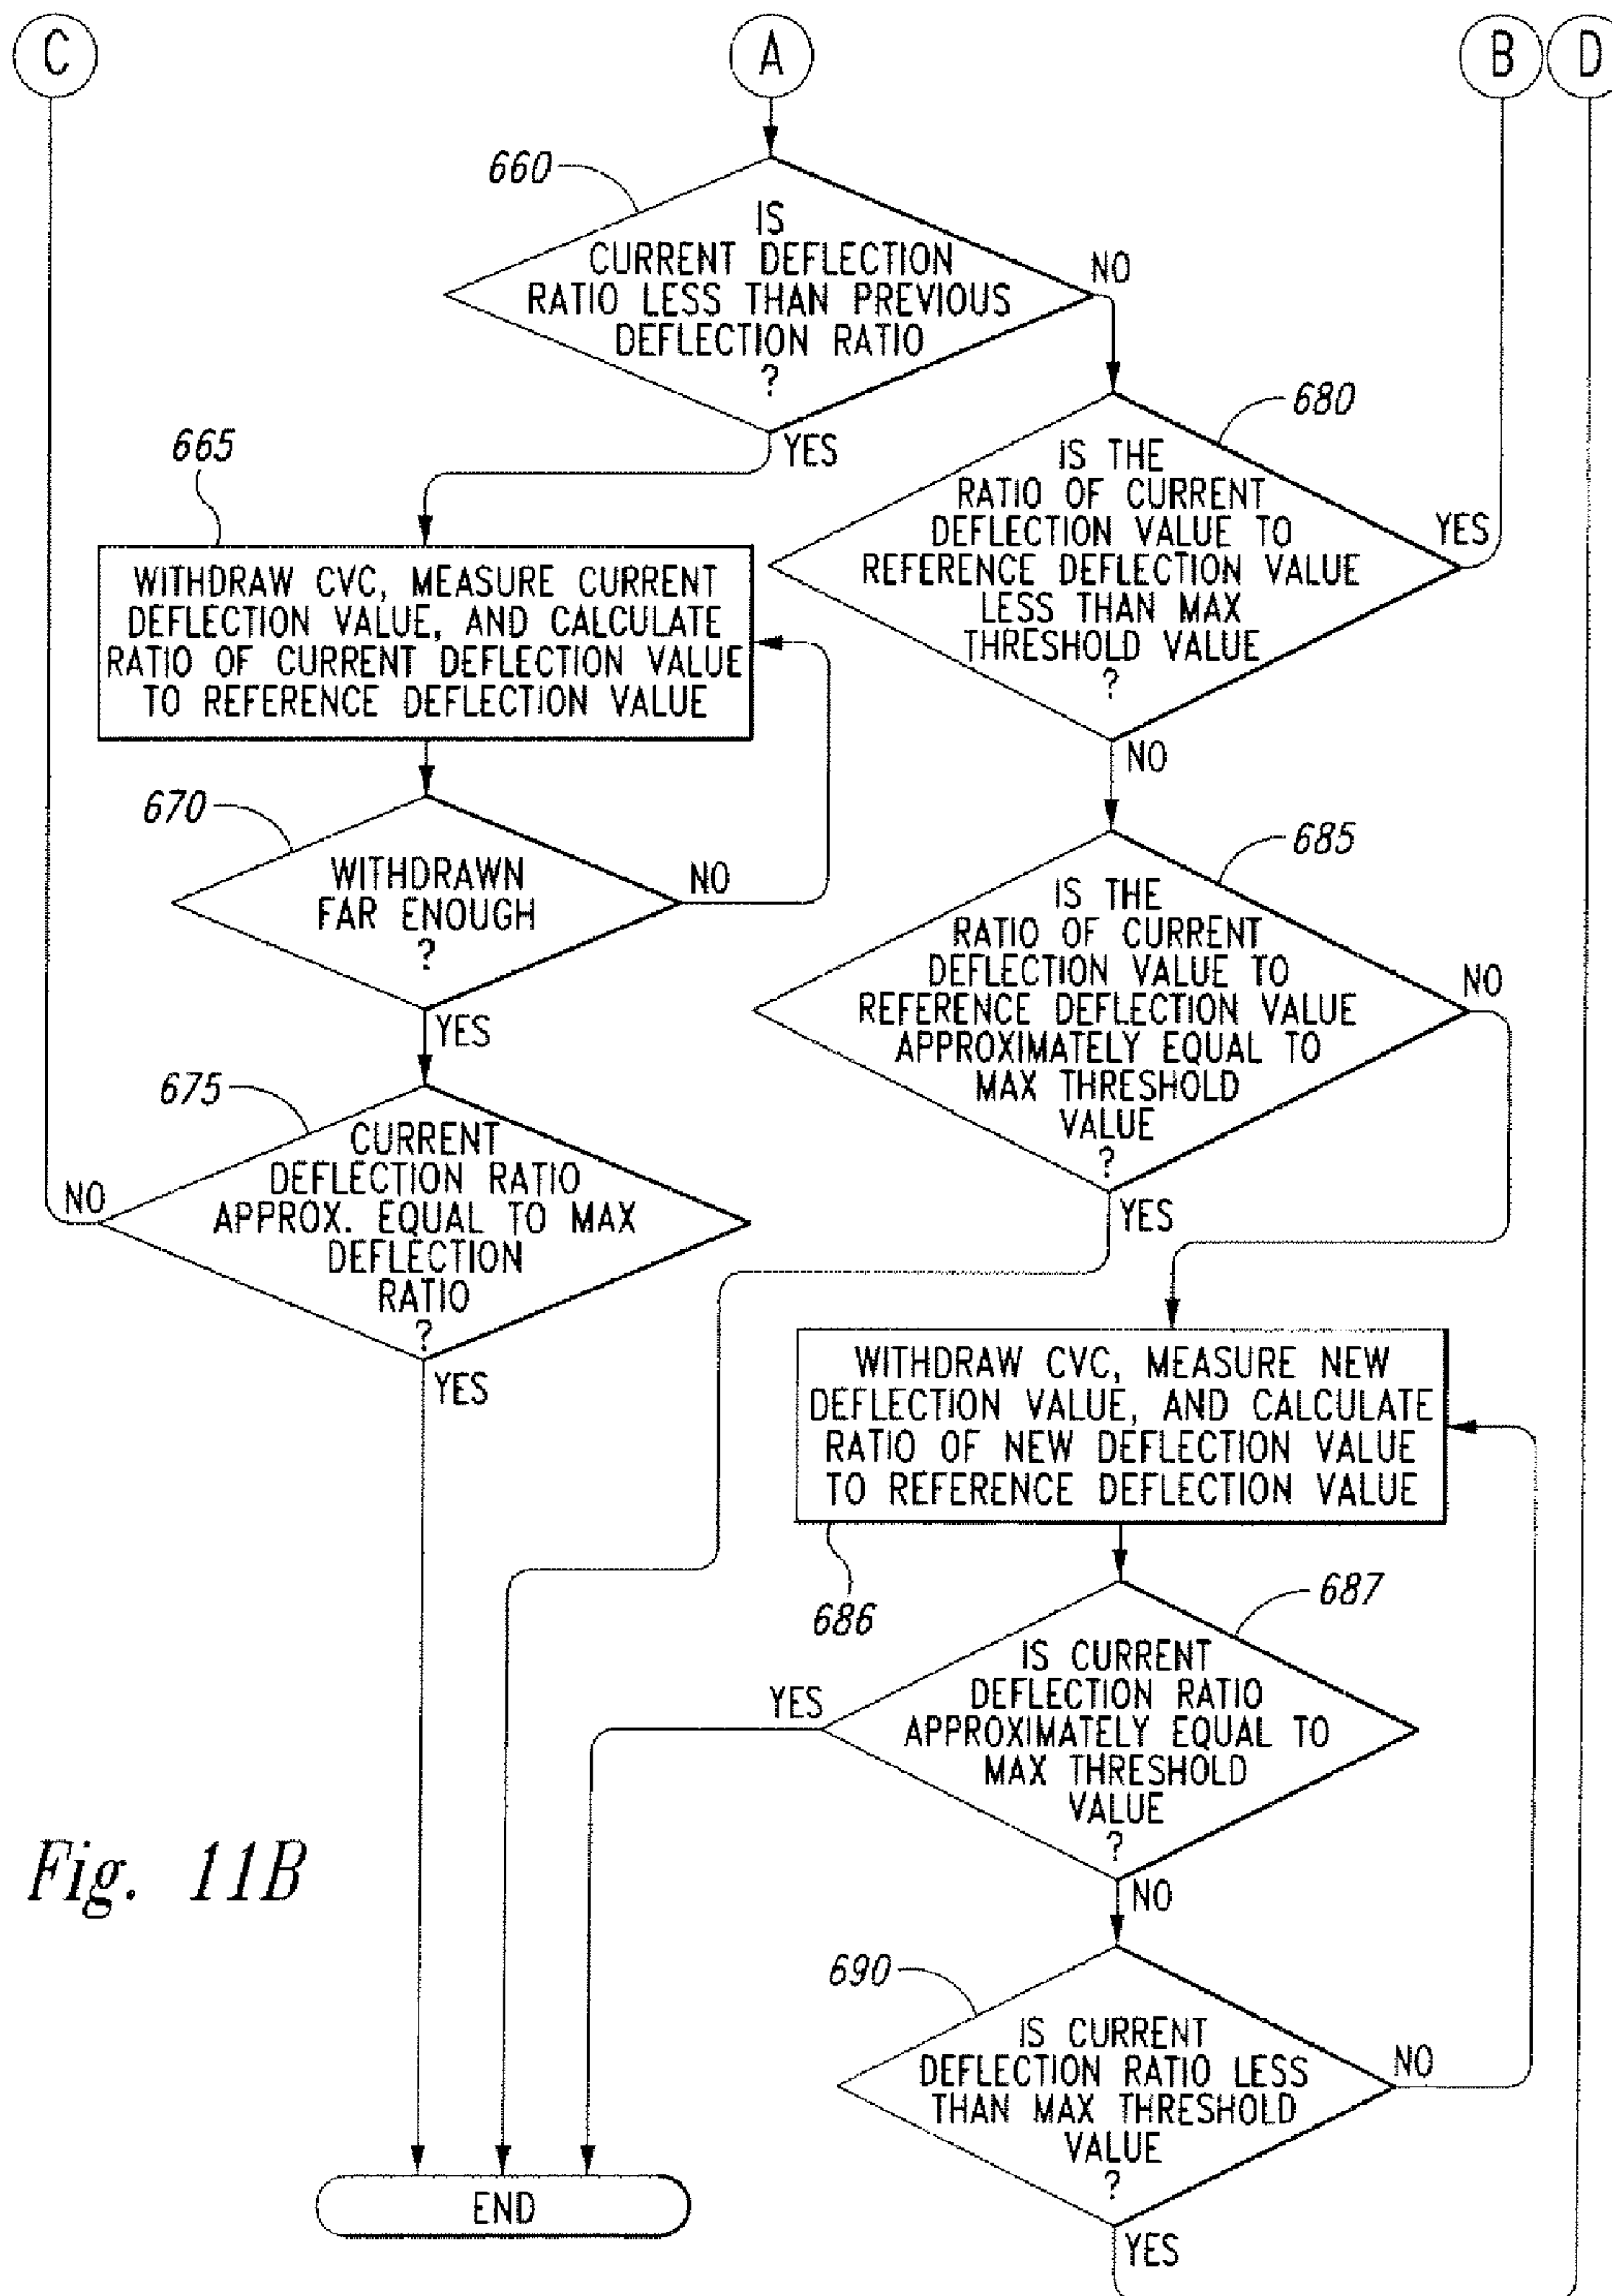 C
A
B
D
660
IS
CURRENT DEFLECTION
RATIO LESS THAN PREVIOUS
DEFLECTION RATIO
?
NO
YES
665
WITHDRAW CVC, MEASURE CURRENT
DEFLECTION VALUE, AND CALCULATE
RATIO OF CURRENT DEFLECTION VALUE
TO REFERENCE DEFLECTION VALUE
670
WITHDRAWN
FAR ENOUGH
?
NO
YES
675
CURRENT
DEFLECTION RATIO
APPROX. EQUAL TO MAX
DEFLECTION
RATIO
?
NO
YES
680
IS THE
RATIO OF CURRENT
DEFLECTION VALUE TO
REFERENCE DEFLECTION VALUE
LESS THAN MAX
THRESHOLD VALUE
?
YES
NO
685
IS THE
RATIO OF CURRENT
DEFLECTION VALUE TO
REFERENCE DEFLECTION VALUE
APPROXIMATELY EQUAL TO
MAX THRESHOLD
VALUE
?
NO
YES
WITHDRAW CVC, MEASURE NEW
DEFLECTION VALUE, AND CALCULATE
RATIO OF NEW DEFLECTION VALUE
TO REFERENCE DEFLECTION VALUE
686
687
IS CURRENT
DEFLECTION RATIO
APPROXIMATELY EQUAL TO
MAX THRESHOLD
VALUE
?
YES
NO
690
IS CURRENT
DEFLECTION RATIO LESS
THAN MAX THRESHOLD
VALUE
?
NO
YES
END
Fig. 11B